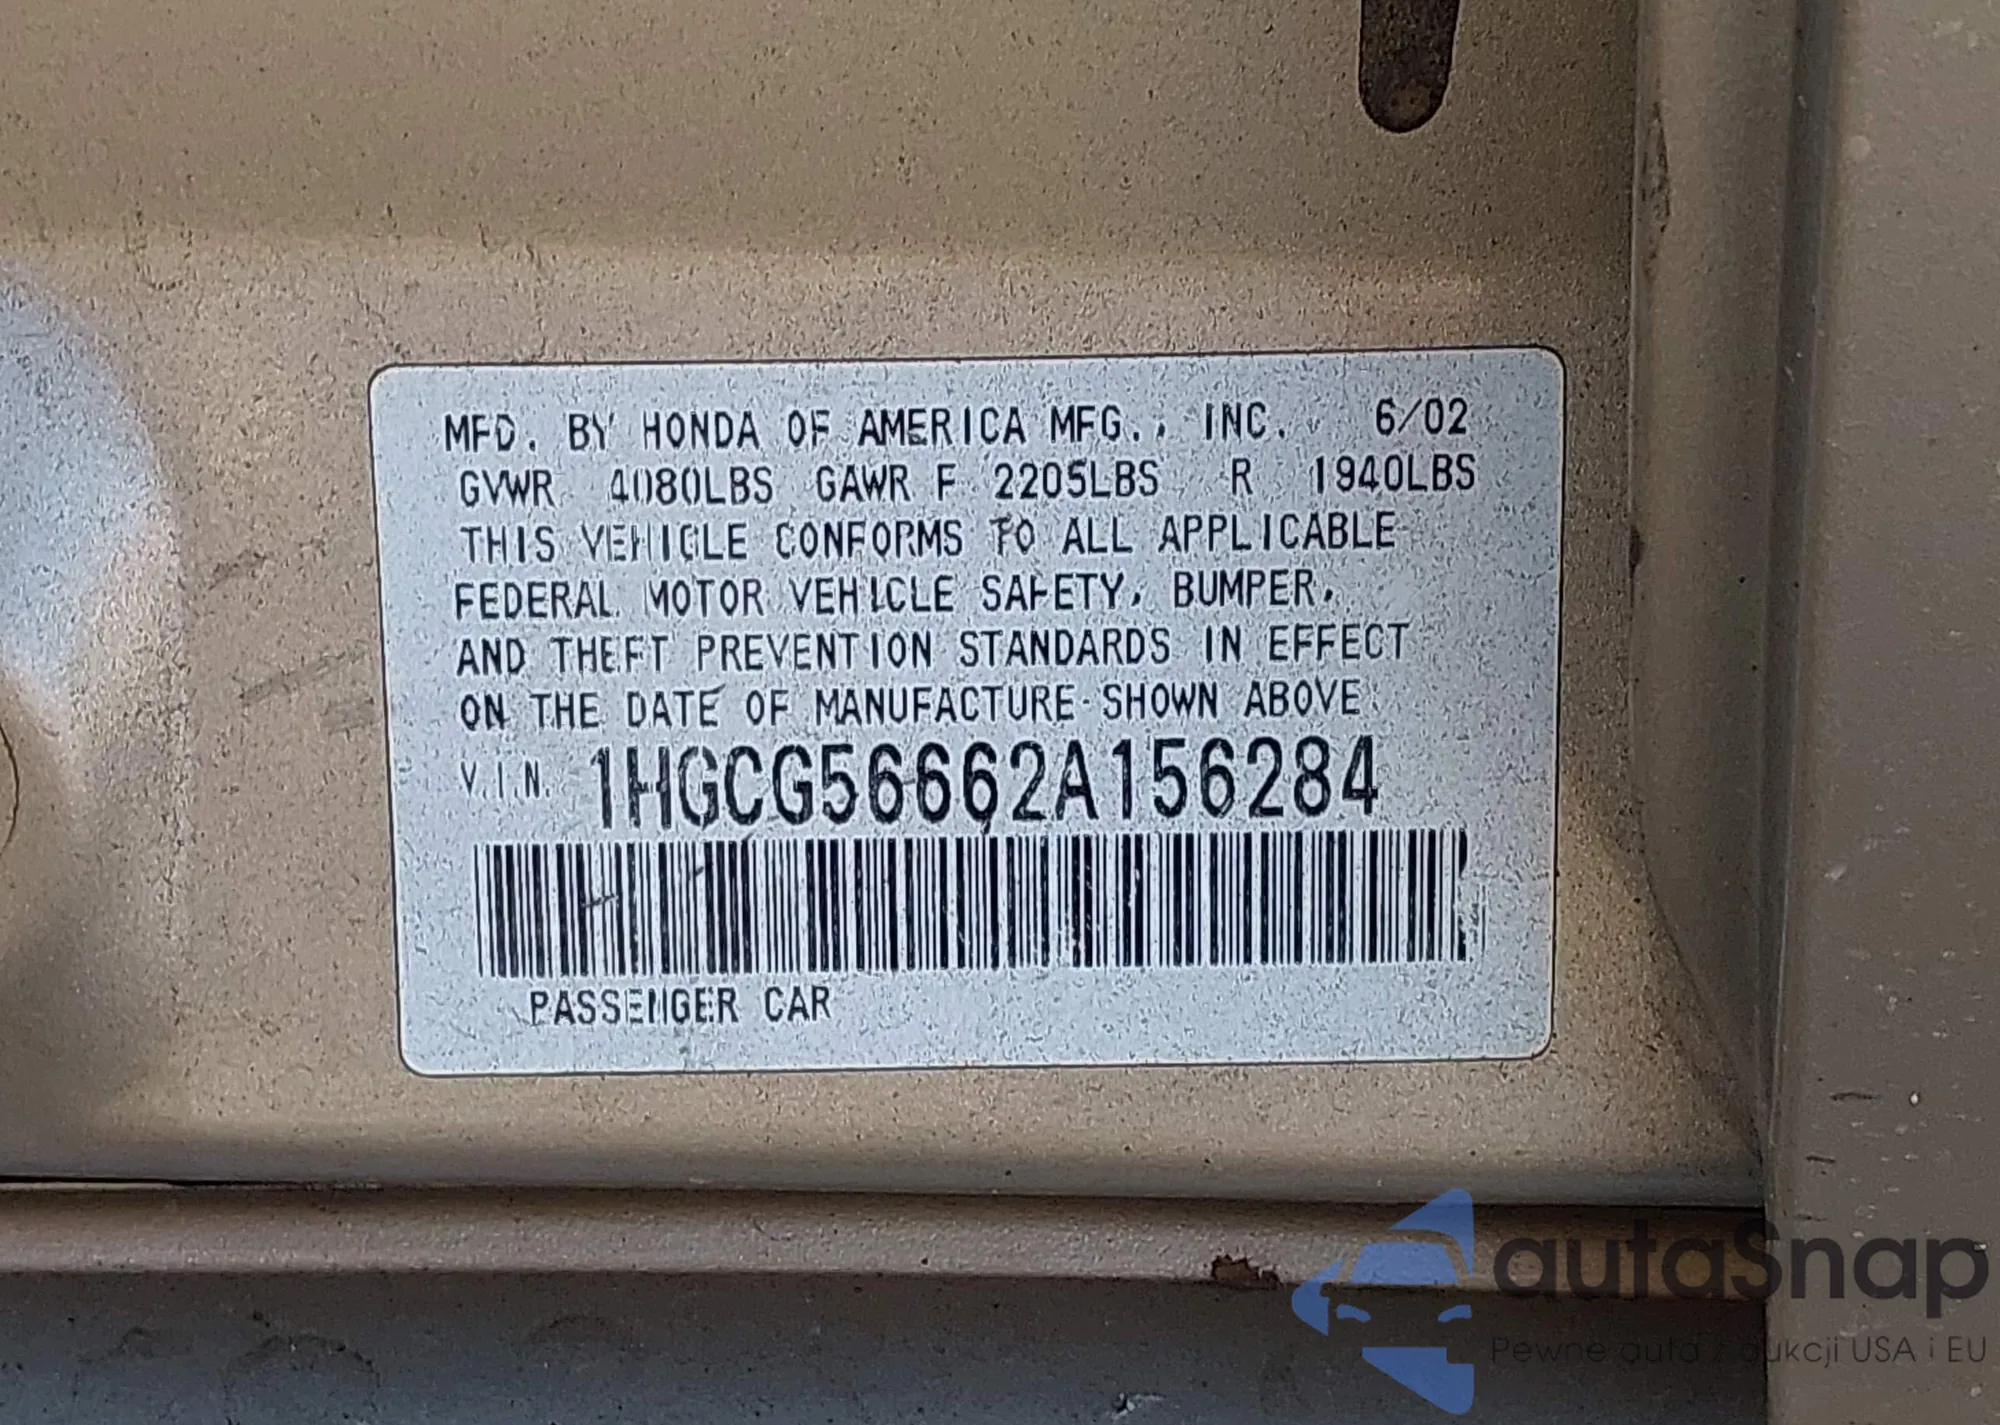 MFD. BY HONDA OF AMERICA MFG., INC. 6/02
GVWR 4080LBS GAWR F 2205LBS R 1940LBS
THIS VEHICLE CONFORMS TO ALL APPLICABLE
FEDERAL MOTOR VEHICLE SAFETY, BUMPER,
AND THEFT PREVENTION STANDARDS IN EFFECT
ON THE DATE OF MANUFACTURE SHOWN ABOVE
V.I.N. 1HGCG56662A156284
PASSENGER CAR
autaSnap
Pewne auta z aukcji USA i EU